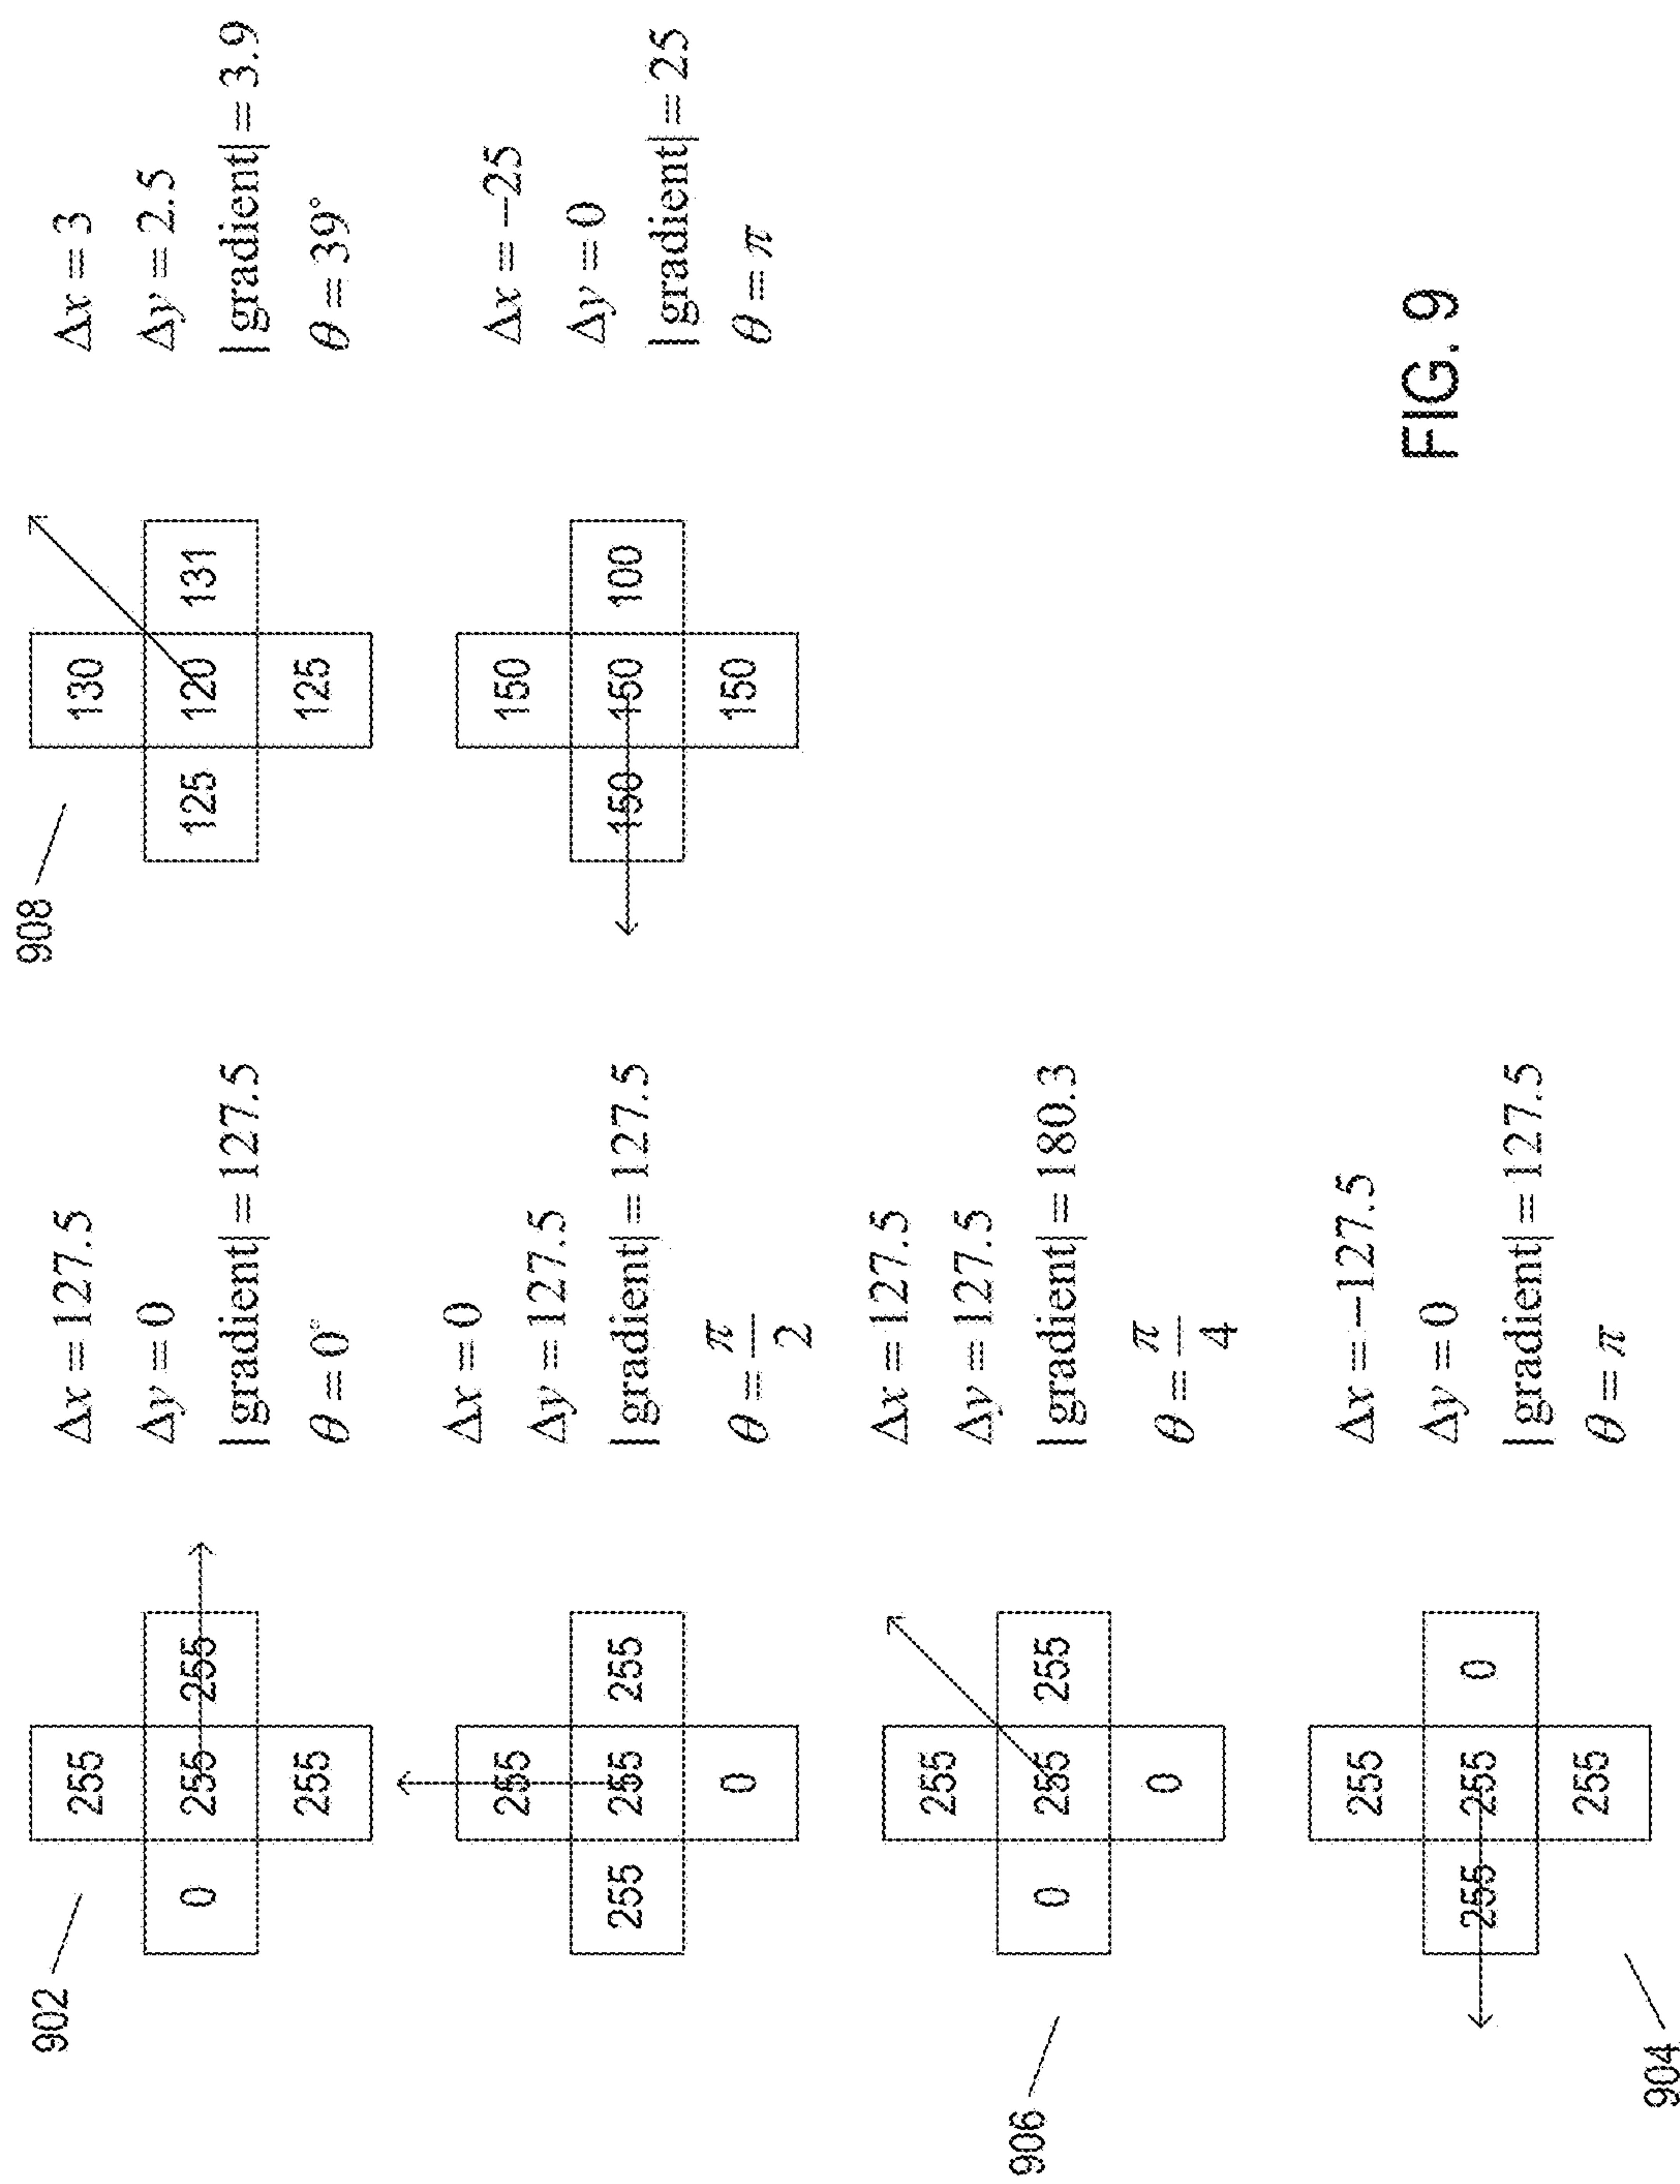 902
255
0 255 255
255
Δx = 127.5
Δy = 0
|gradient| = 127.5
θ = 0°
255
255 255 255
0
Δx = 0
Δy = 127.5
|gradient| = 127.5
θ = π/2
906
255
0 255 255
0
Δx = 127.5
Δy = 127.5
|gradient| = 180.3
θ = π/4
904
255
255 255 0
255
Δx = −127.5
Δy = 0
|gradient| = 127.5
θ = π
908
130
125 120 131
125
Δx = 3
Δy = 2.5
|gradient| = 3.9
θ = 39°
150
150 150 100
150
Δx = −25
Δy = 0
|gradient| = 25
θ = π
FIG. 9